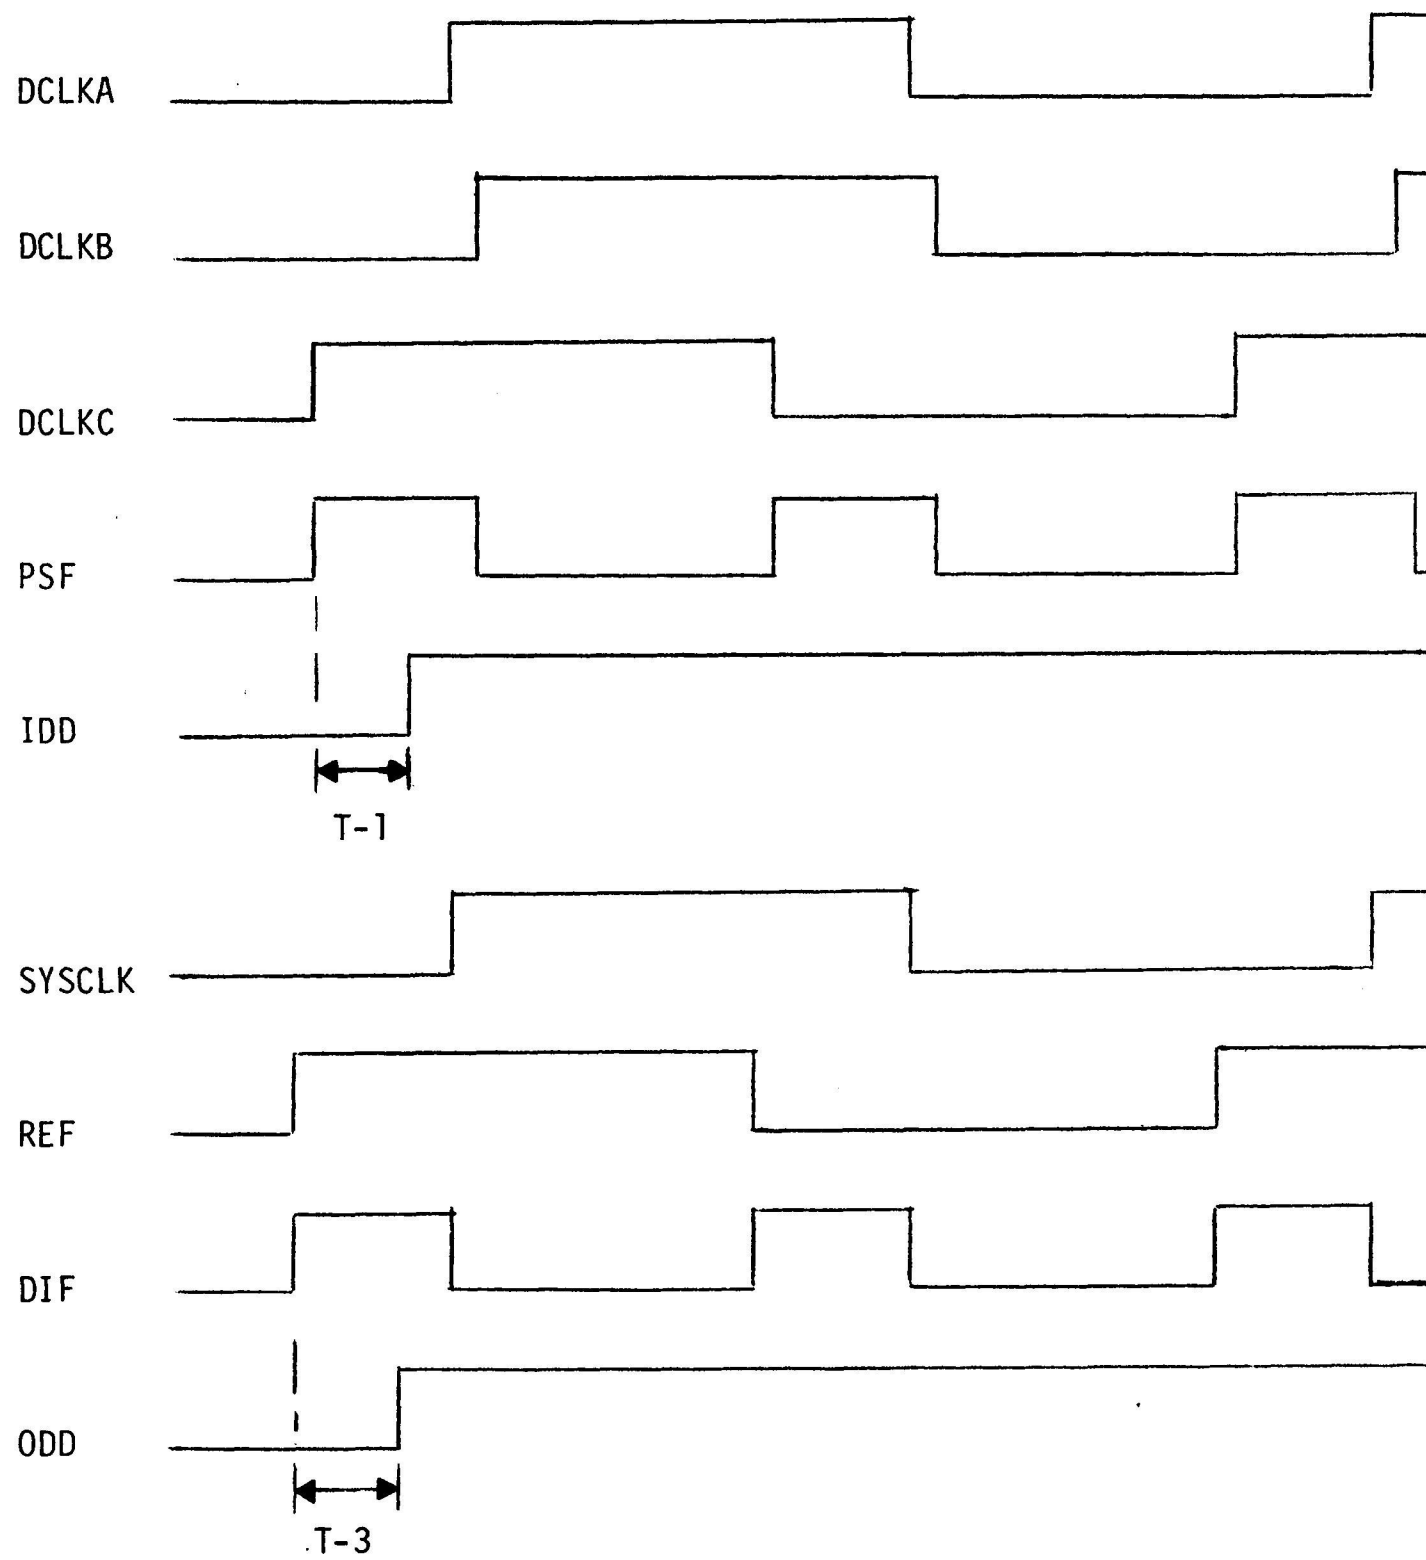 DCLKA
DCLKB
DCLKC
PSF
IDD
T-1
SYSCLK
REF
DIF
ODD
T-3